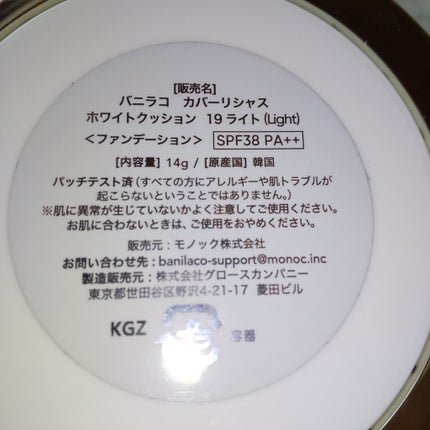 [販売名]
バニラコ カバーリシャス
ホワイトクッション 19 ライト (Light)
＜ファンデーション＞ SPF38 PA++
[内容量] 14g / [原産国] 韓国
パッチテスト済 (すべての方にアレルギーや肌トラブルが
起こらないということではありません。)
※肌に異常が生じていないかよく注意してご使用ください。
お肌に合わないときは、ご使用をおやめください。
販売元：モノック株式会社
お問い合わせ先：banilaco-support@monoc.inc
製造販売元：株式会社グロースカンパニー
東京都世田谷区野沢4-21-17 菱田ビル
KGZ
容器